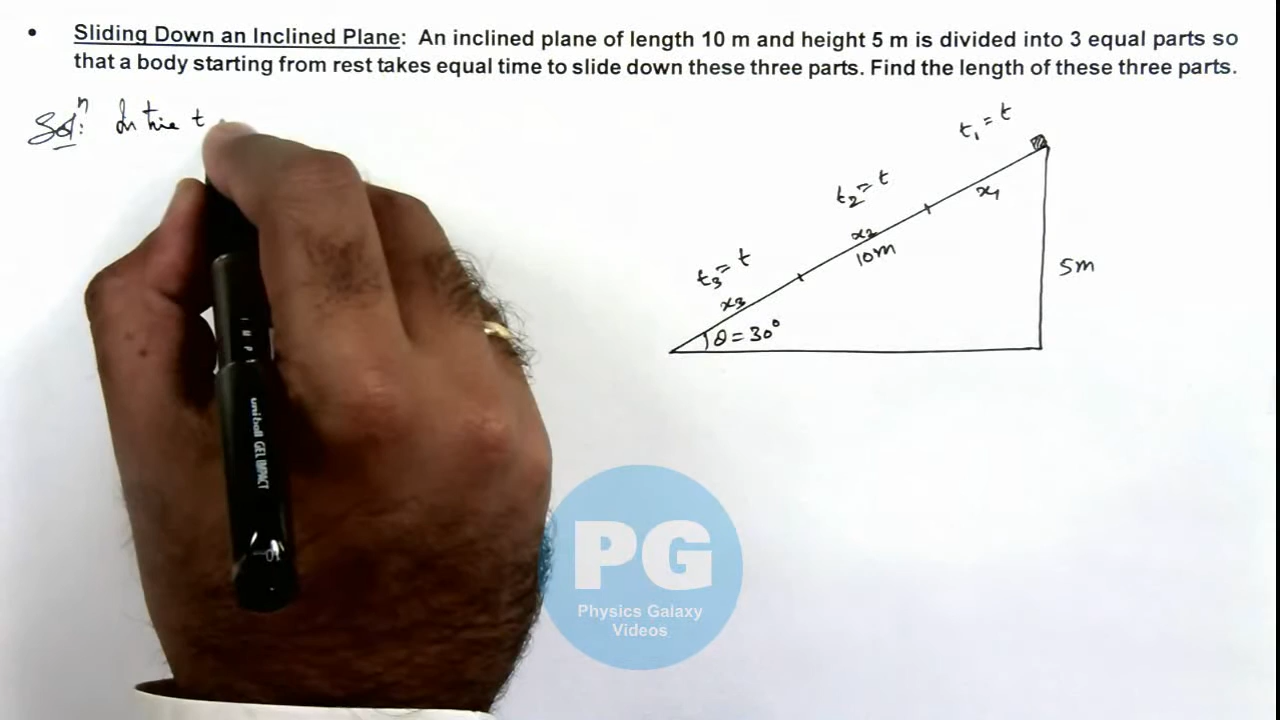 • Sliding Down an Inclined Plane: An inclined plane of length 10 m and height 5 m is divided into 3 equal parts so
that a body starting from rest takes equal time to slide down these three parts. Find the length of these three parts.
Solⁿ: In time t
t₁ = t
x₁
t₂ = t
x₂
10m
5m
t₃ = t
x₃
θ = 30°
uniball GEL IMPACT
PG
Physics Galaxy
Videos